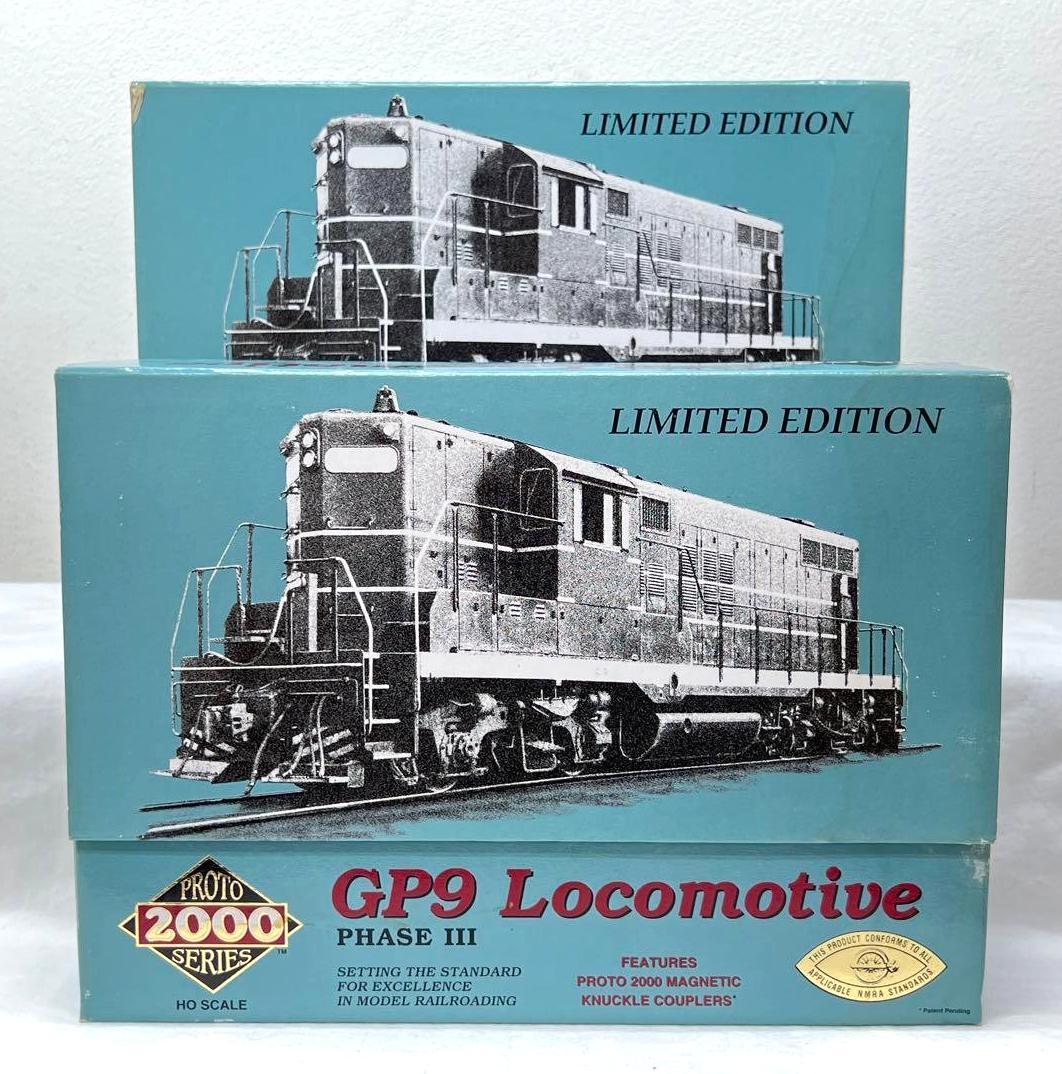 LIMITED EDITION
LIMITED EDITION
PROTO
2000
SERIES
TM
HO SCALE
GP9 Locomotive
PHASE III
SETTING THE STANDARD
FOR EXCELLENCE
IN MODEL RAILROADING
FEATURES
PROTO 2000 MAGNETIC
KNUCKLE COUPLERS*
THIS PRODUCT CONFORMS TO ALL
APPLICABLE NMRA STANDARDS
* Patent Pending